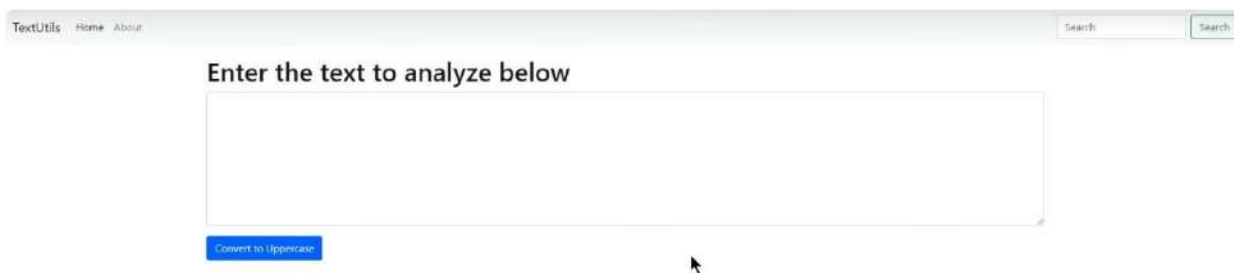 TextUtils Home About Search Search
Enter the text to analyze below
Convert to Uppercase